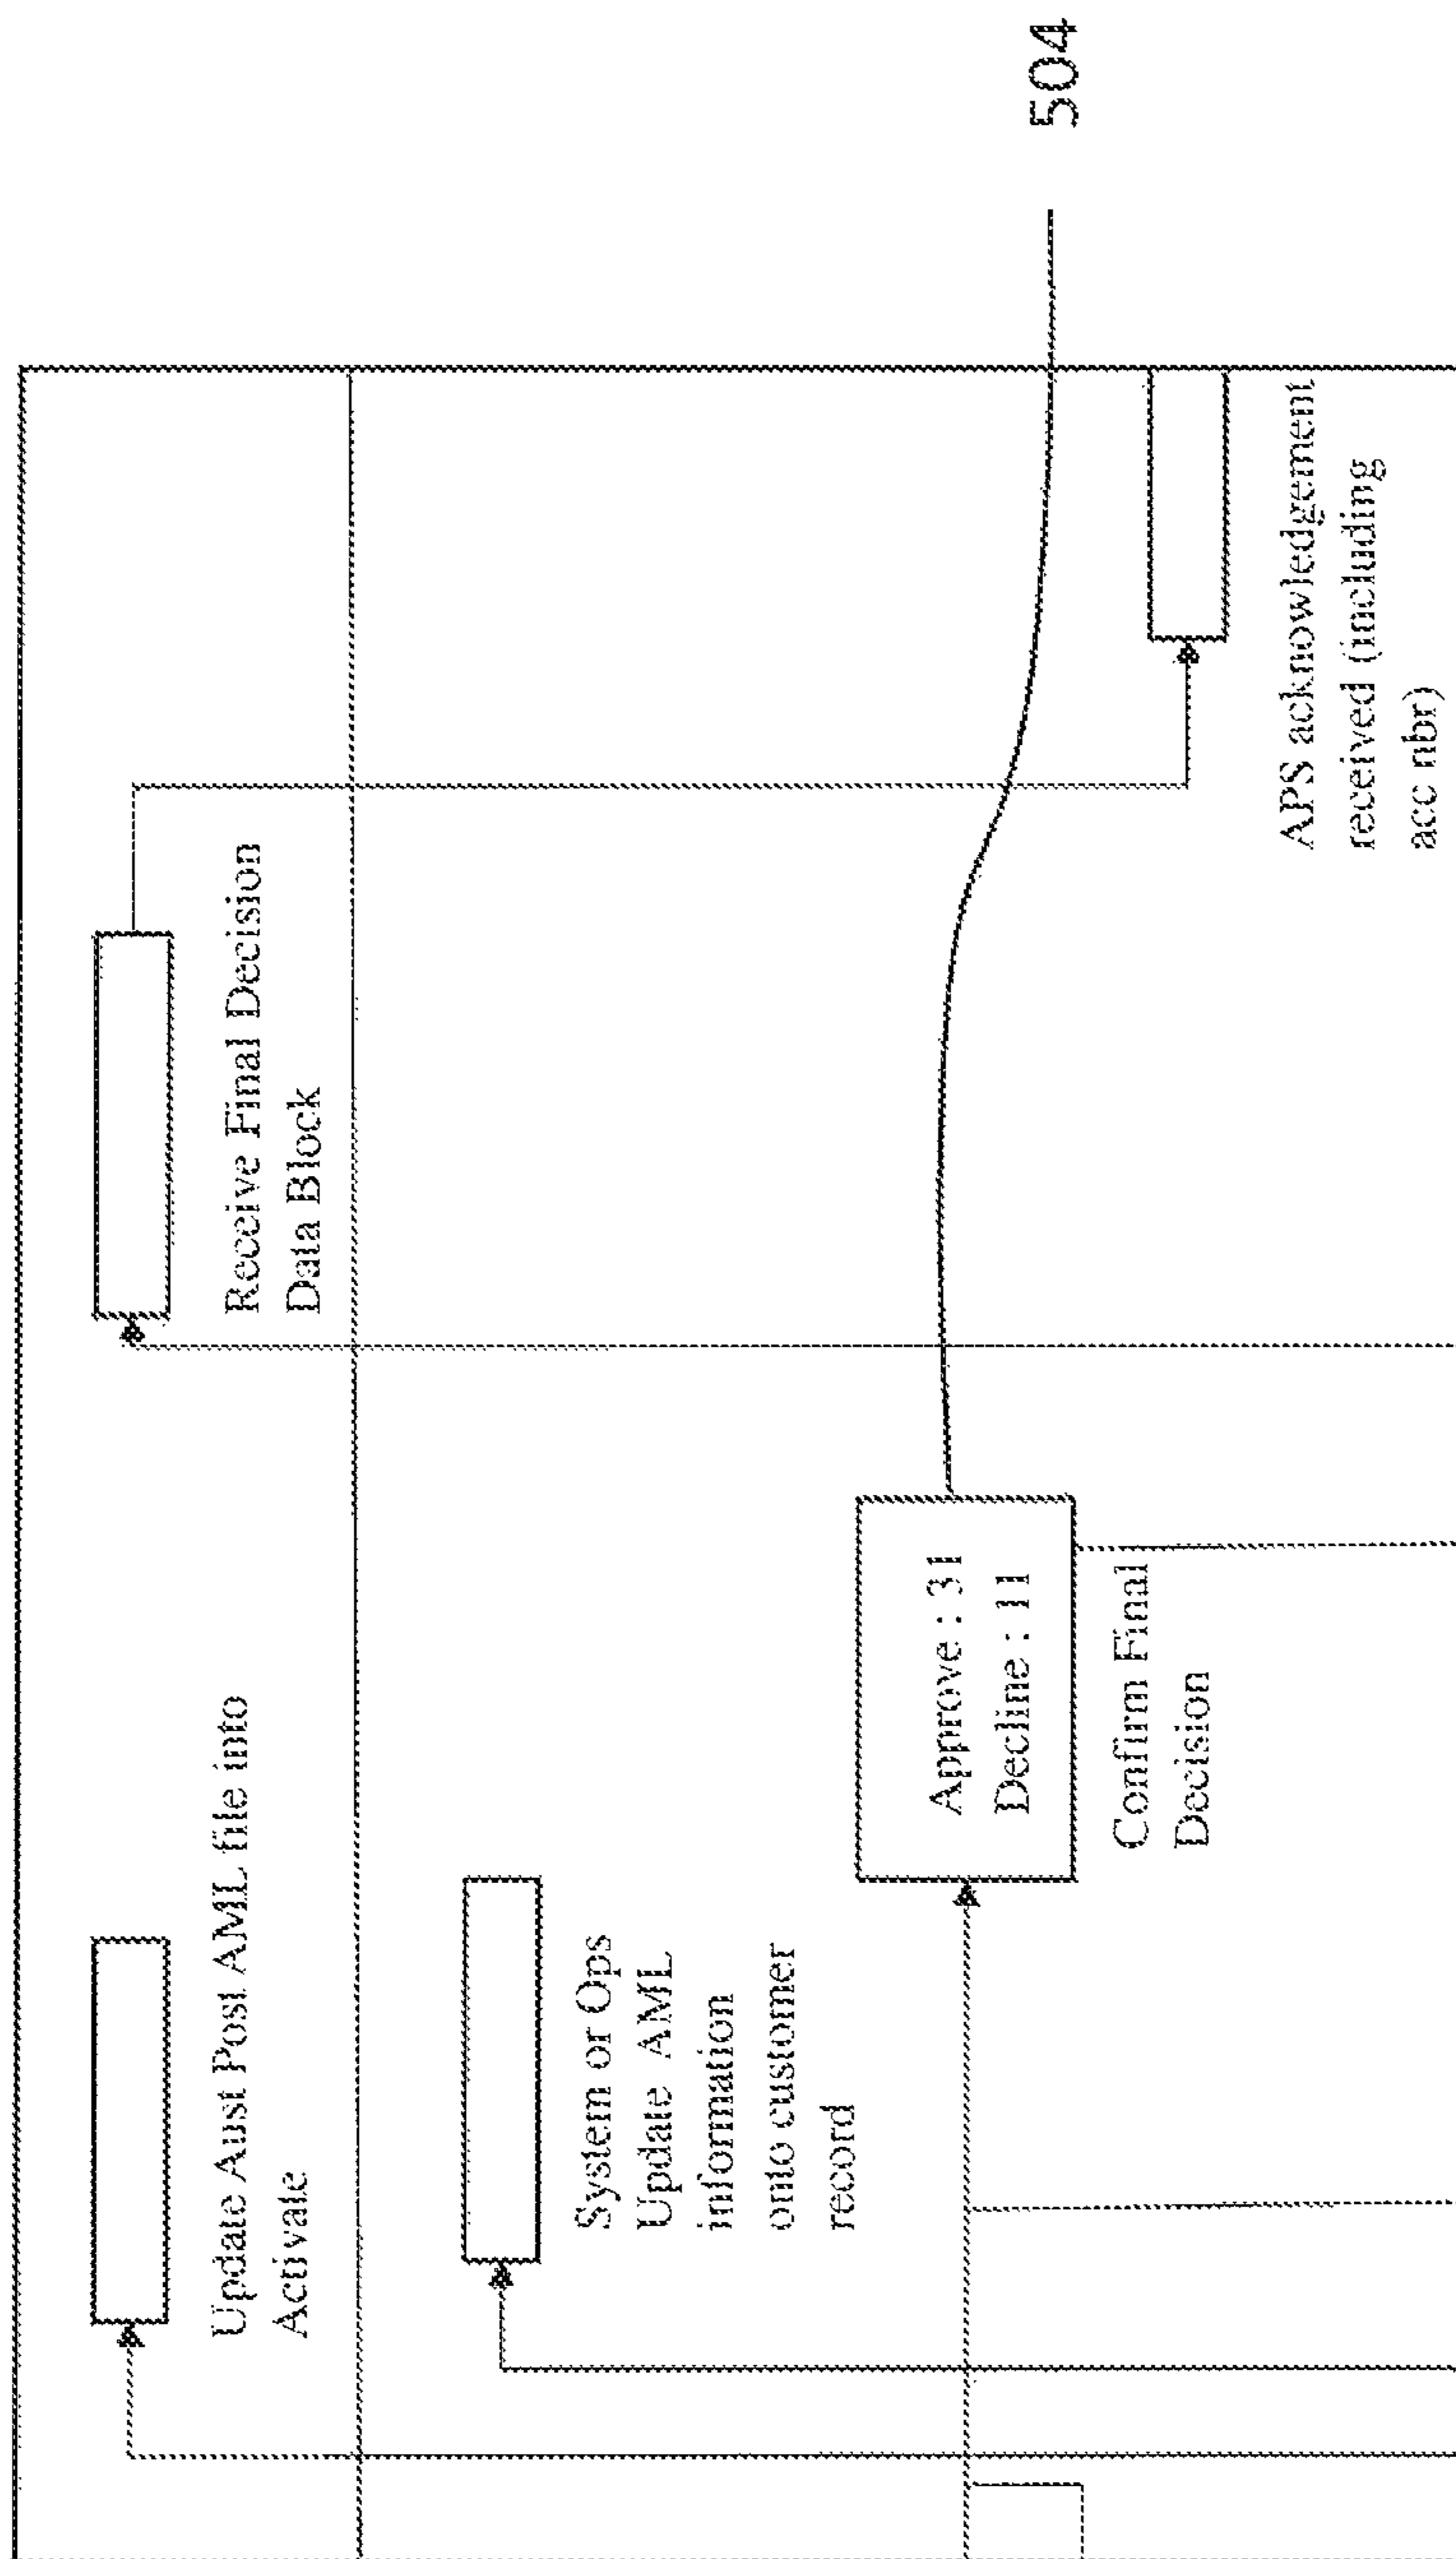 Update Aust Post AML file into
Activate
Receive Final Decision
Data Block
System or Ops
Update AML
information
onto customer
record
Approve : 31
Decline : 11
Confirm Final
Decision
504
APS acknowledgement
received (including
acc nbr)